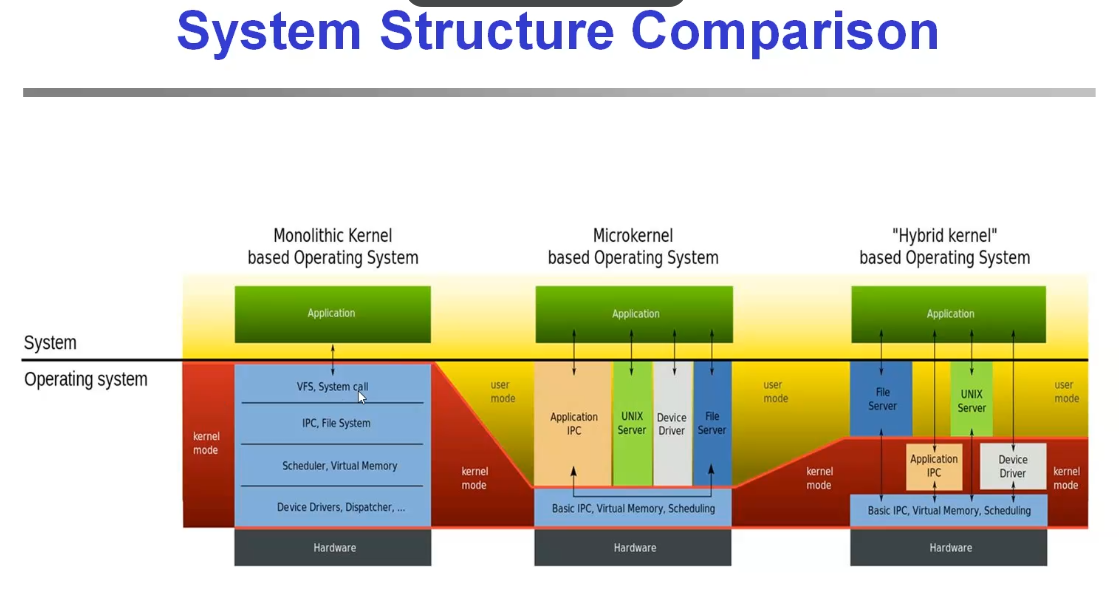 System Structure Comparison
Monolithic Kernel
based Operating System
Microkernel
based Operating System
"Hybrid kernel"
based Operating System
Application
Application
Application
System
Operating system
kernel
mode
VFS, System call
IPC, File System
Scheduler, Virtual Memory
Device Drivers, Dispatcher, ...
Hardware
kernel
mode
user
mode
Application
IPC
UNIX
Server
Device
Driver
File
Server
Basic IPC, Virtual Memory, Scheduling
Hardware
user
mode
kernel
mode
File
Server
UNIX
Server
user
mode
Application
IPC
Device
Driver
kernel
mode
Basic IPC, Virtual Memory, Scheduling
Hardware